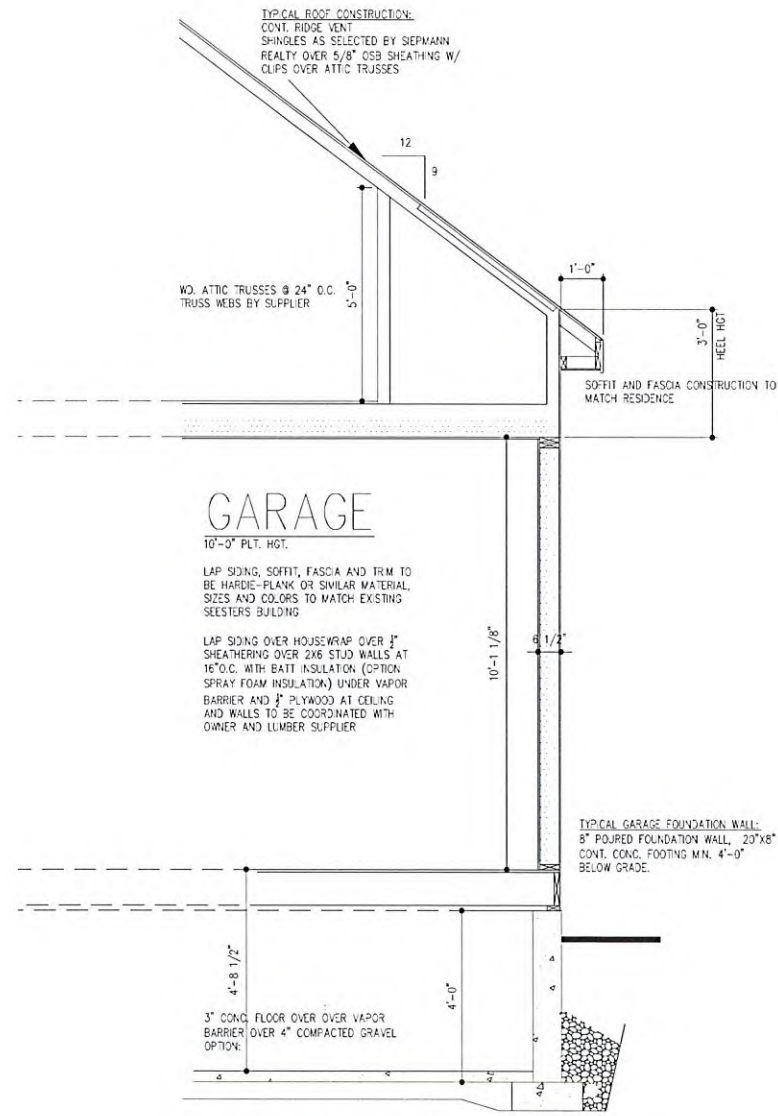 TYPICAL ROOF CONSTRUCTION:
CONT. RIDGE VENT
SHINGLES AS SELECTED BY SIEPMANN
REALTY OVER 5/8" OSB SHEATHING W/
CLIPS OVER ATTIC TRUSSES
12
9
1'-0"
WD. ATTIC TRUSSES @ 24" O.C.
TRUSS WEBS BY SUPPLIER
5'-0"
3'-0"
HEEL HGT
SOFFIT AND FASCIA CONSTRUCTION TO
MATCH RESIDENCE
GARAGE
10'-0" PLT. HGT.
LAP SIDING, SOFFIT, FASCIA AND TRIM TO
BE HARDIE-PLANK OR SIMILAR MATERIAL,
SIZES AND COLORS TO MATCH EXISTING
SEESTERS BUILDING
LAP SIDING OVER HOUSEWRAP OVER ½"
SHEATHERING OVER 2X6 STUD WALLS AT
16"O.C. WITH BATT INSULATION (OPTION
SPRAY FOAM INSULATION) UNDER VAPOR
BARRIER AND ½" PLYWOOD AT CEILING
AND WALLS TO BE COORDINATED WITH
OWNER AND LUMBER SUPPLIER
10'-1 1/8"
6 1/2"
TYPICAL GARAGE FOUNDATION WALL:
8" POURED FOUNDATION WALL, 20"X8"
CONT. CONC. FOOTING MIN. 4'-0"
BELOW GRADE.
4'-8 1/2"
4'-0"
3" CONC. FLOOR OVER OVER VAPOR
BARRIER OVER 4" COMPACTED GRAVEL
OPTION: